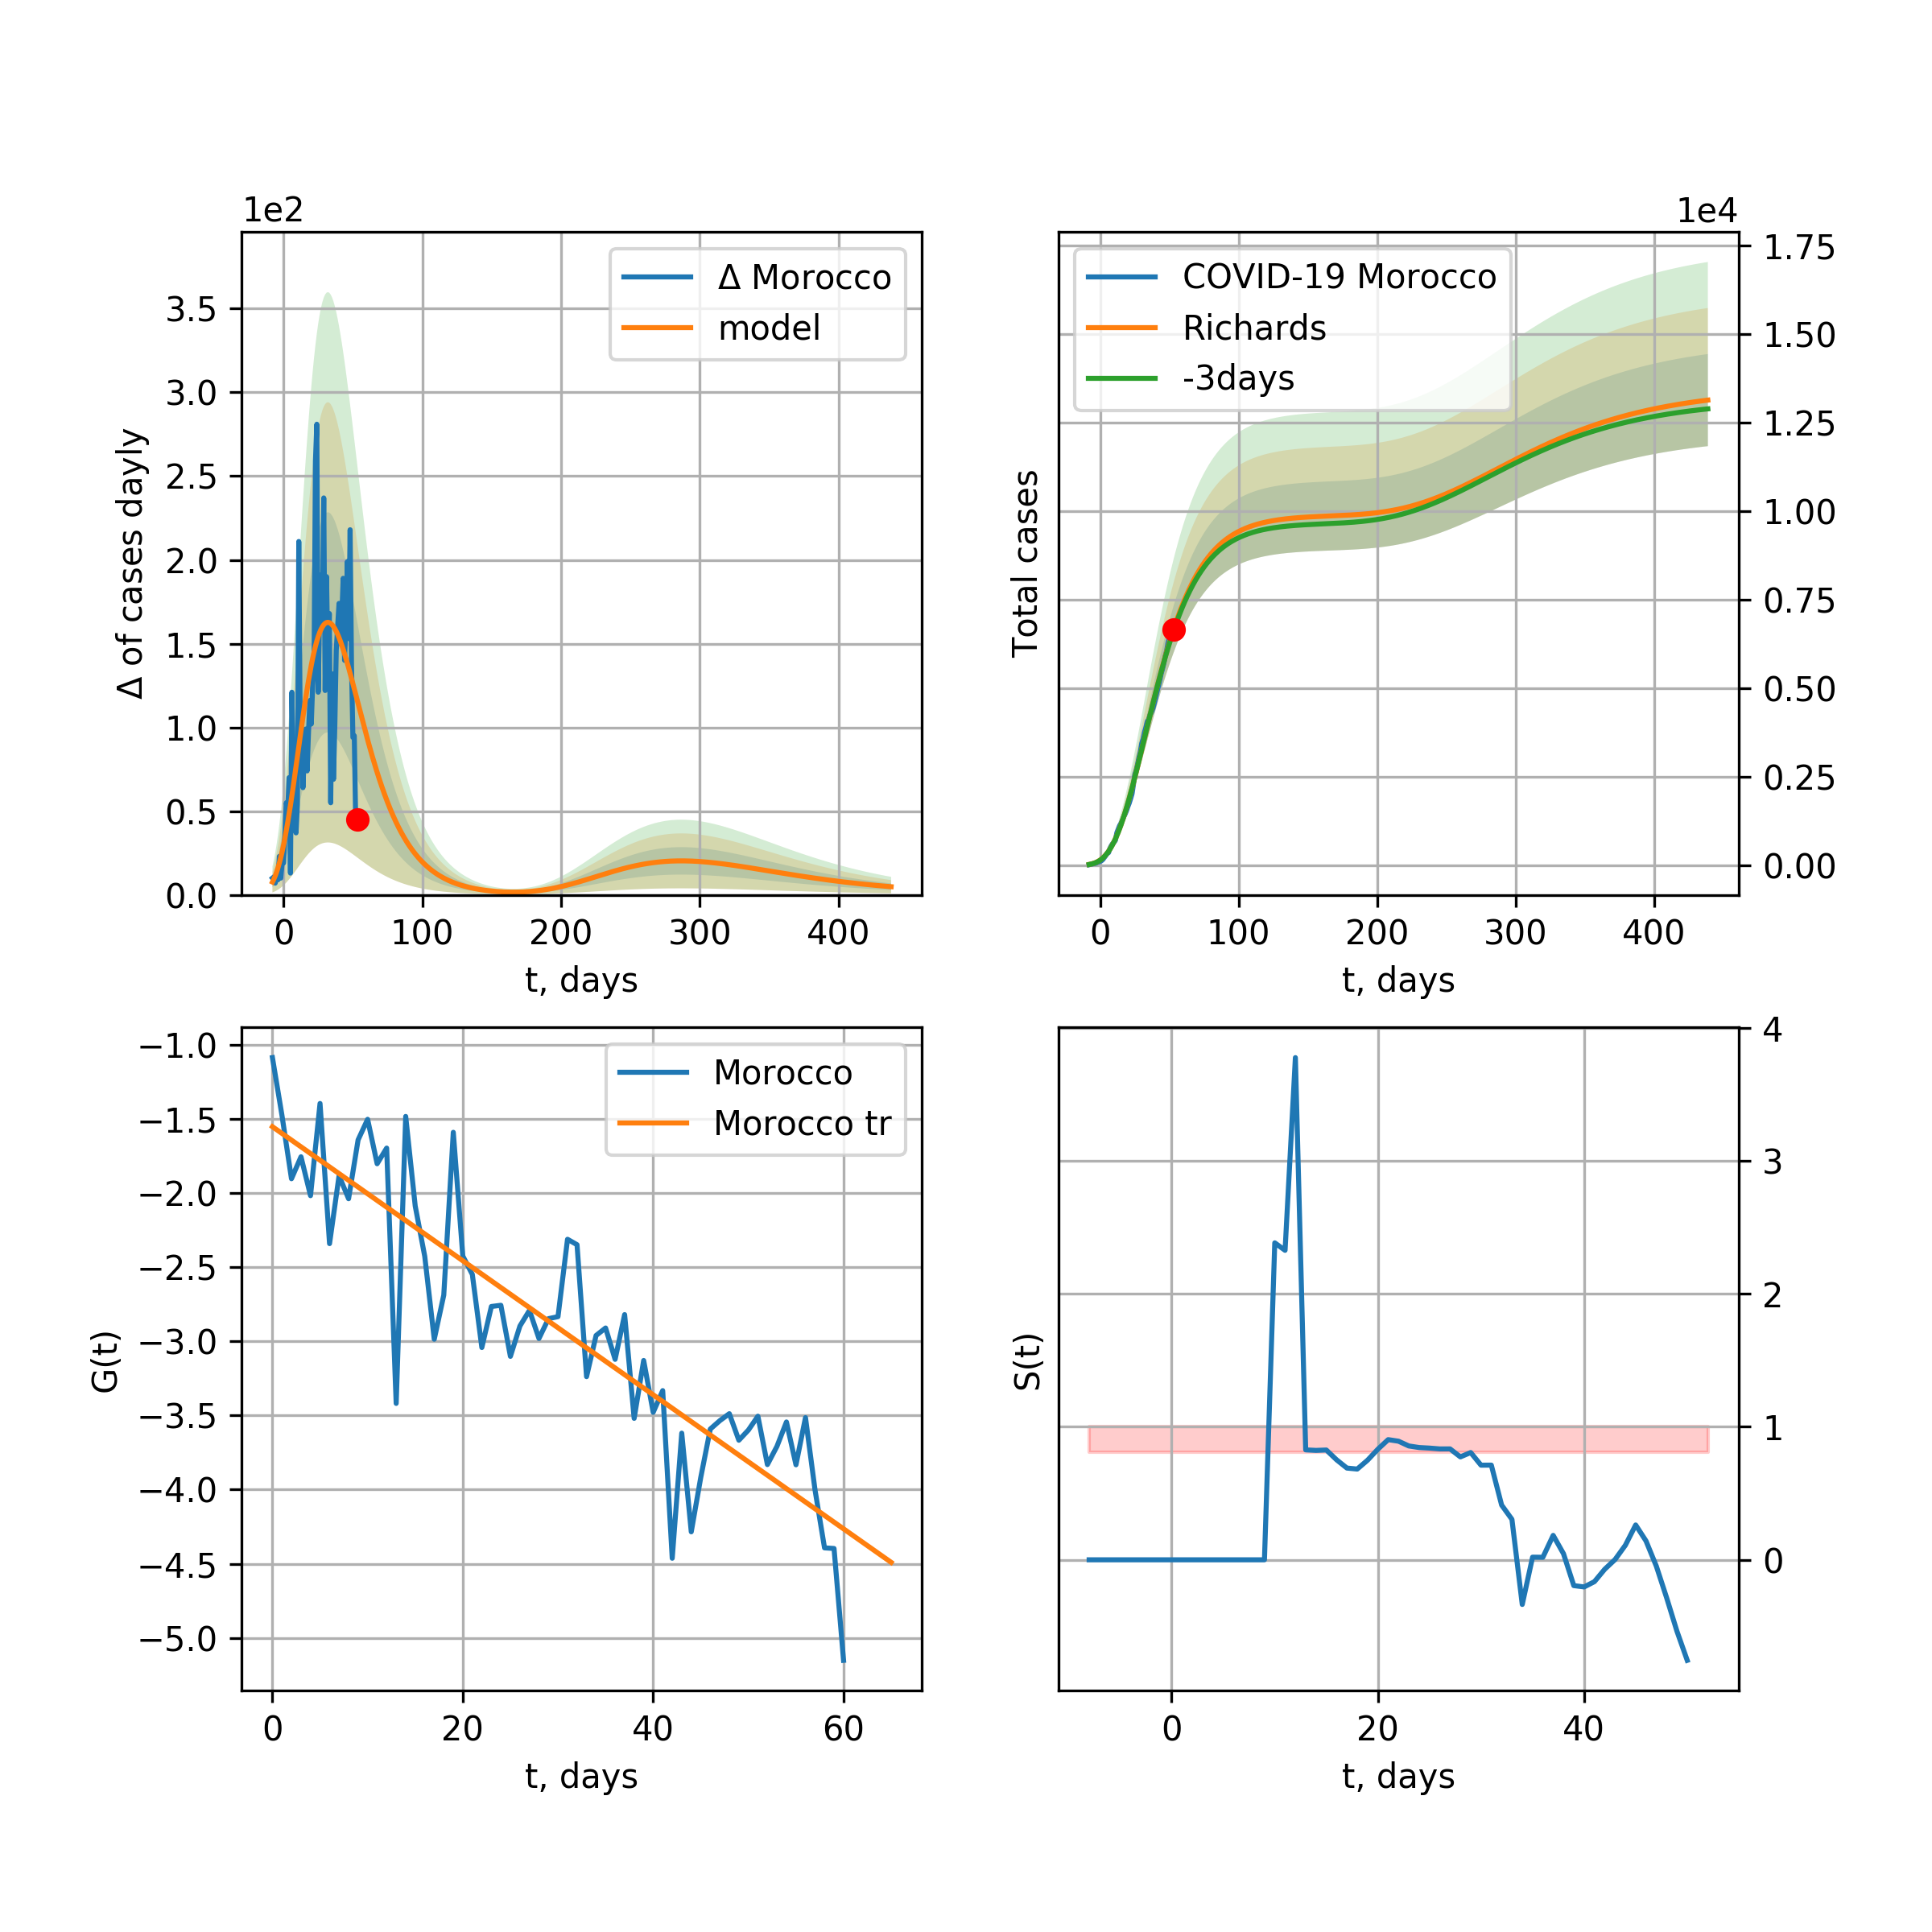 1e2
Δ of cases dayly
3.5
3.0
2.5
2.0
1.5
1.0
0.5
0.0
Δ Morocco
model
0 100 200 300 400
t, days
1e4
Total cases
COVID-19 Morocco
Richards
-3days
1.75
1.50
1.25
1.00
0.75
0.50
0.25
0.00
0 100 200 300 400
t, days
G(t)
−1.0
−1.5
−2.0
−2.5
−3.0
−3.5
−4.0
−4.5
−5.0
Morocco
Morocco tr
0 20 40 60
t, days
S(t)
4
3
2
1
0
0 20 40
t, days